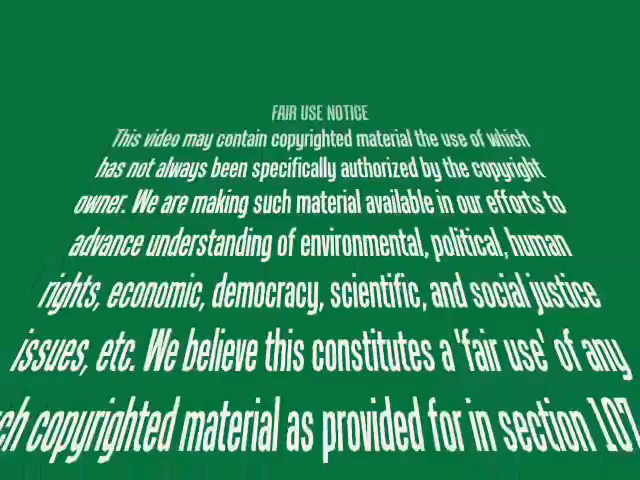 FAIR USE NOTICE
This video may contain copyrighted material the use of which
has not always been specifically authorized by the copyright
owner. We are making such material available in our efforts to
advance understanding of environmental, political, human
rights, economic, democracy, scientific, and social justice
issues, etc. We believe this constitutes a 'fair use' of any
ch copyrighted material as provided for in section 107